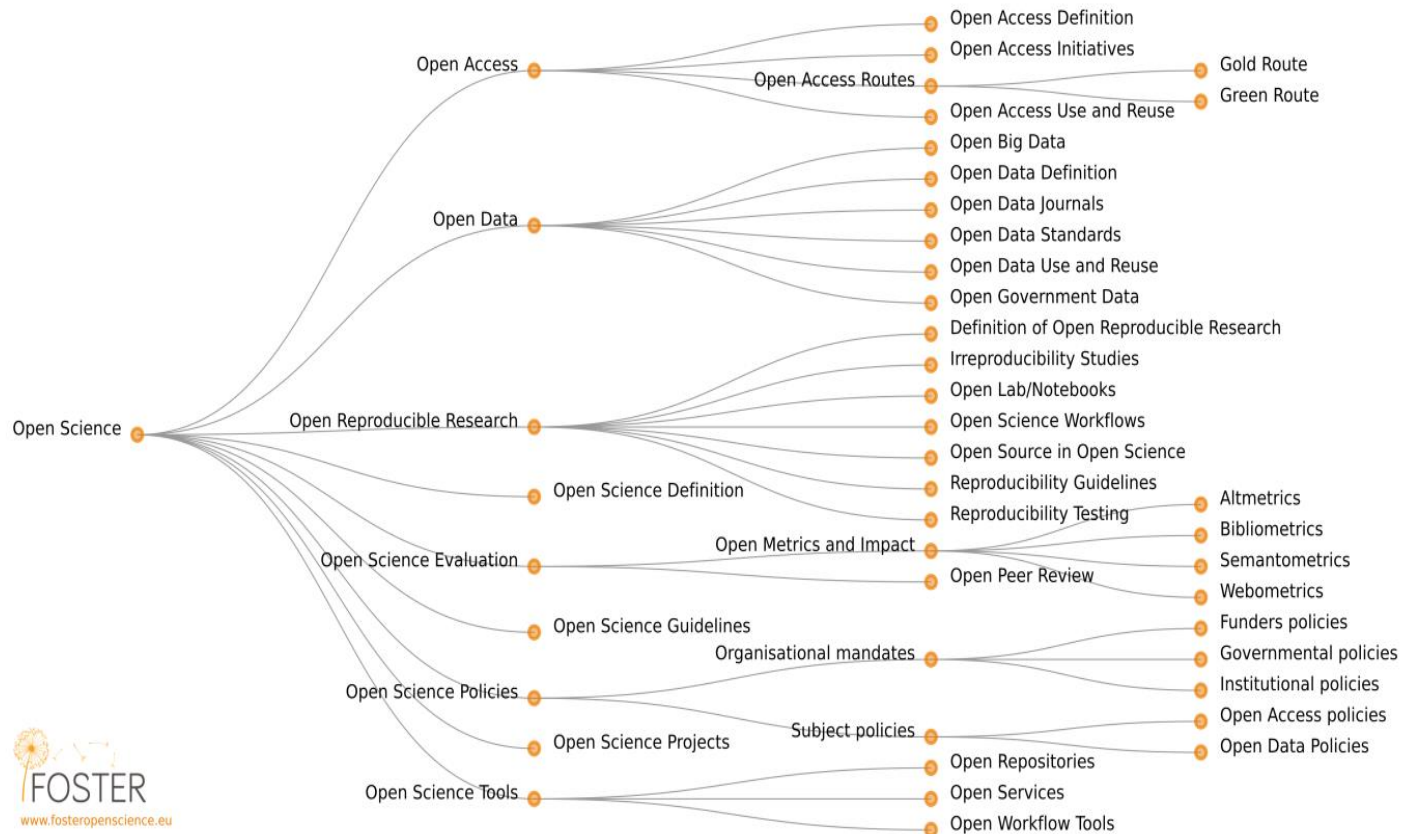 Open Science
Open Access
Open Access Definition
Open Access Initiatives
Open Access Routes
Gold Route
Green Route
Open Access Use and Reuse
Open Data
Open Big Data
Open Data Definition
Open Data Journals
Open Data Standards
Open Data Use and Reuse
Open Government Data
Open Reproducible Research
Definition of Open Reproducible Research
Irreproducibility Studies
Open Lab/Notebooks
Open Science Workflows
Open Source in Open Science
Reproducibility Guidelines
Reproducibility Testing
Open Science Definition
Open Science Evaluation
Open Metrics and Impact
Altmetrics
Bibliometrics
Semantometrics
Webometrics
Open Peer Review
Open Science Guidelines
Open Science Policies
Organisational mandates
Funders policies
Governmental policies
Institutional policies
Subject policies
Open Access policies
Open Data Policies
Open Science Projects
Open Science Tools
Open Repositories
Open Services
Open Workflow Tools
FOSTER
www.fosteropenscience.eu